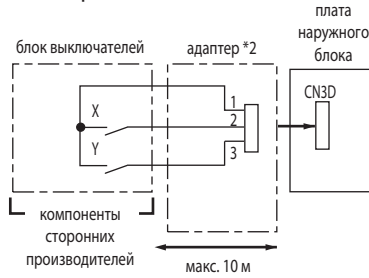 плата
наружного
блока
блок выключателей
адаптер *2
CN3D
X
Y
1
2
3
компоненты
сторонних
производителей
макс. 10 м